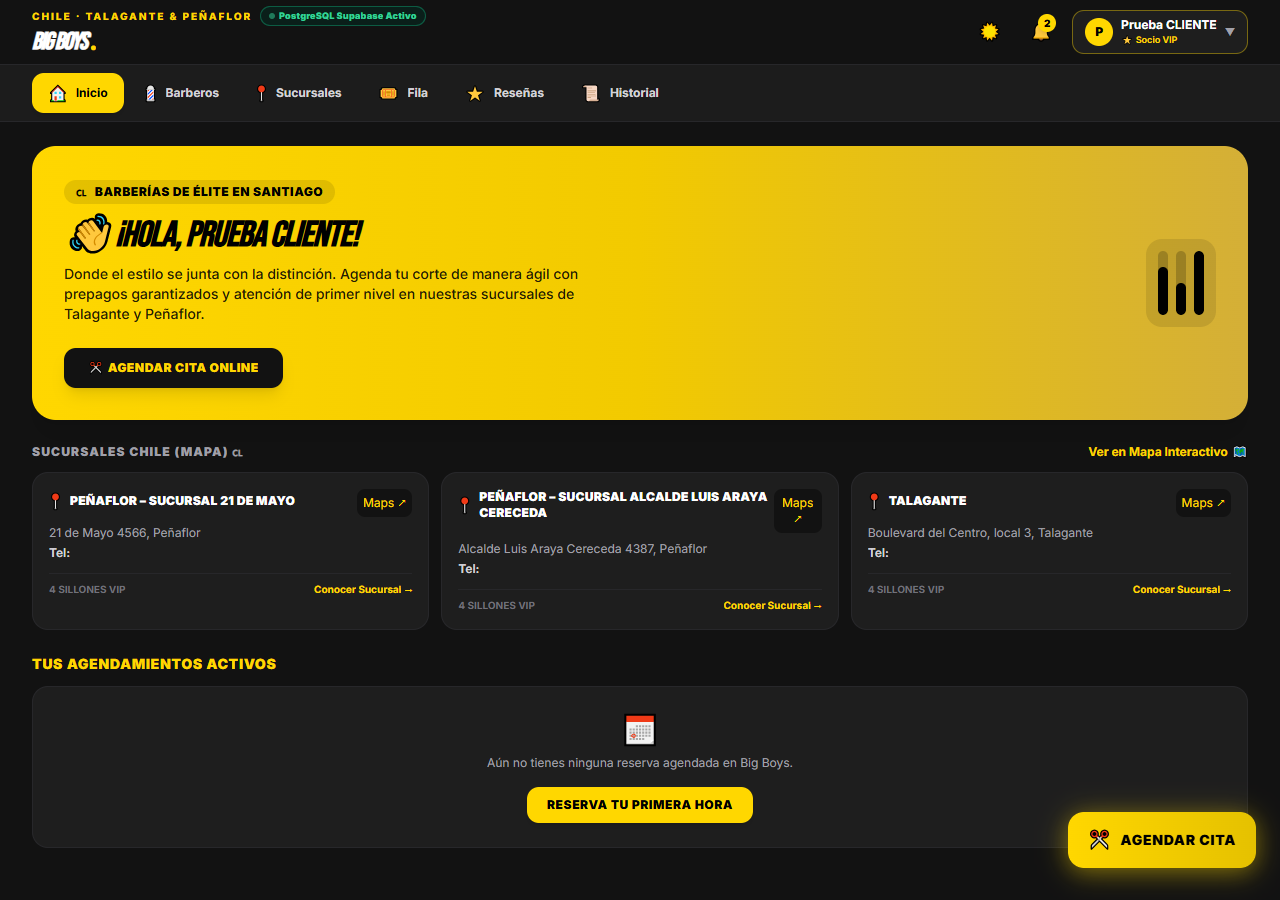 CHILE · TALAGANTE & PEÑAFLOR
PostgreSQL Supabase Activo
BIG BOYS.
2
P
Prueba CLIENTE
★ Socio VIP
▼
Inicio
Barberos
Sucursales
Fila
Reseñas
Historial
CL BARBERÍAS DE ÉLITE EN SANTIAGO
👋 ¡HOLA, PRUEBA CLIENTE!
Donde el estilo se junta con la distinción. Agenda tu corte de manera ágil con
prepagos garantizados y atención de primer nivel en nuestras sucursales de
Talagante y Peñaflor.
AGENDAR CITA ONLINE
SUCURSALES CHILE (MAPA) CL
Ver en Mapa Interactivo
PEÑAFLOR – SUCURSAL 21 DE MAYO
Maps ↗
21 de Mayo 4566, Peñaflor
Tel:
4 SILLONES VIP
Conocer Sucursal →
PEÑAFLOR – SUCURSAL ALCALDE LUIS ARAYA
CERECEDA
Maps
↗
Alcalde Luis Araya Cereceda 4387, Peñaflor
Tel:
4 SILLONES VIP
Conocer Sucursal →
TALAGANTE
Maps ↗
Boulevard del Centro, local 3, Talagante
Tel:
4 SILLONES VIP
Conocer Sucursal →
TUS AGENDAMIENTOS ACTIVOS
Aún no tienes ninguna reserva agendada en Big Boys.
RESERVA TU PRIMERA HORA
AGENDAR CITA